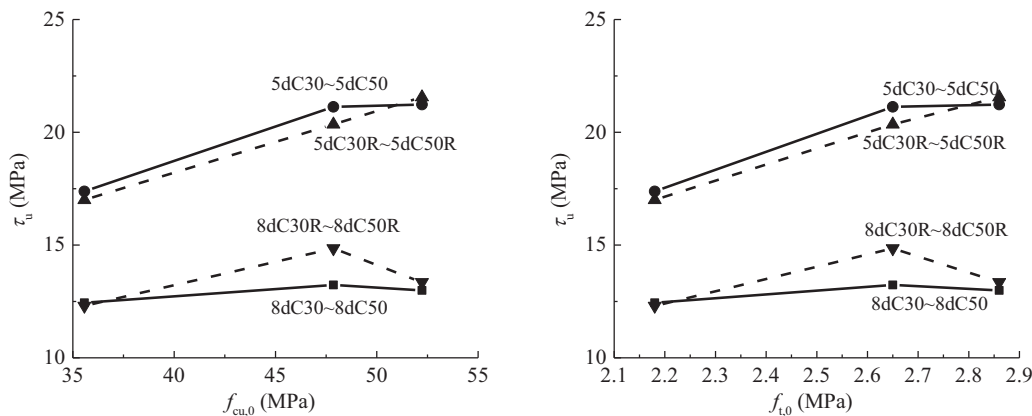 25
20
15
10
τu (MPa)
5dC30~5dC50
5dC30R~5dC50R
8dC30R~8dC50R
8dC30~8dC50
35 40 45 50 55
fcu,0 (MPa)
25
20
15
10
τu (MPa)
5dC30~5dC50
5dC30R~5dC50R
8dC30R~8dC50R
8dC30~8dC50
2.1 2.2 2.3 2.4 2.5 2.6 2.7 2.8 2.9
ft,0 (MPa)